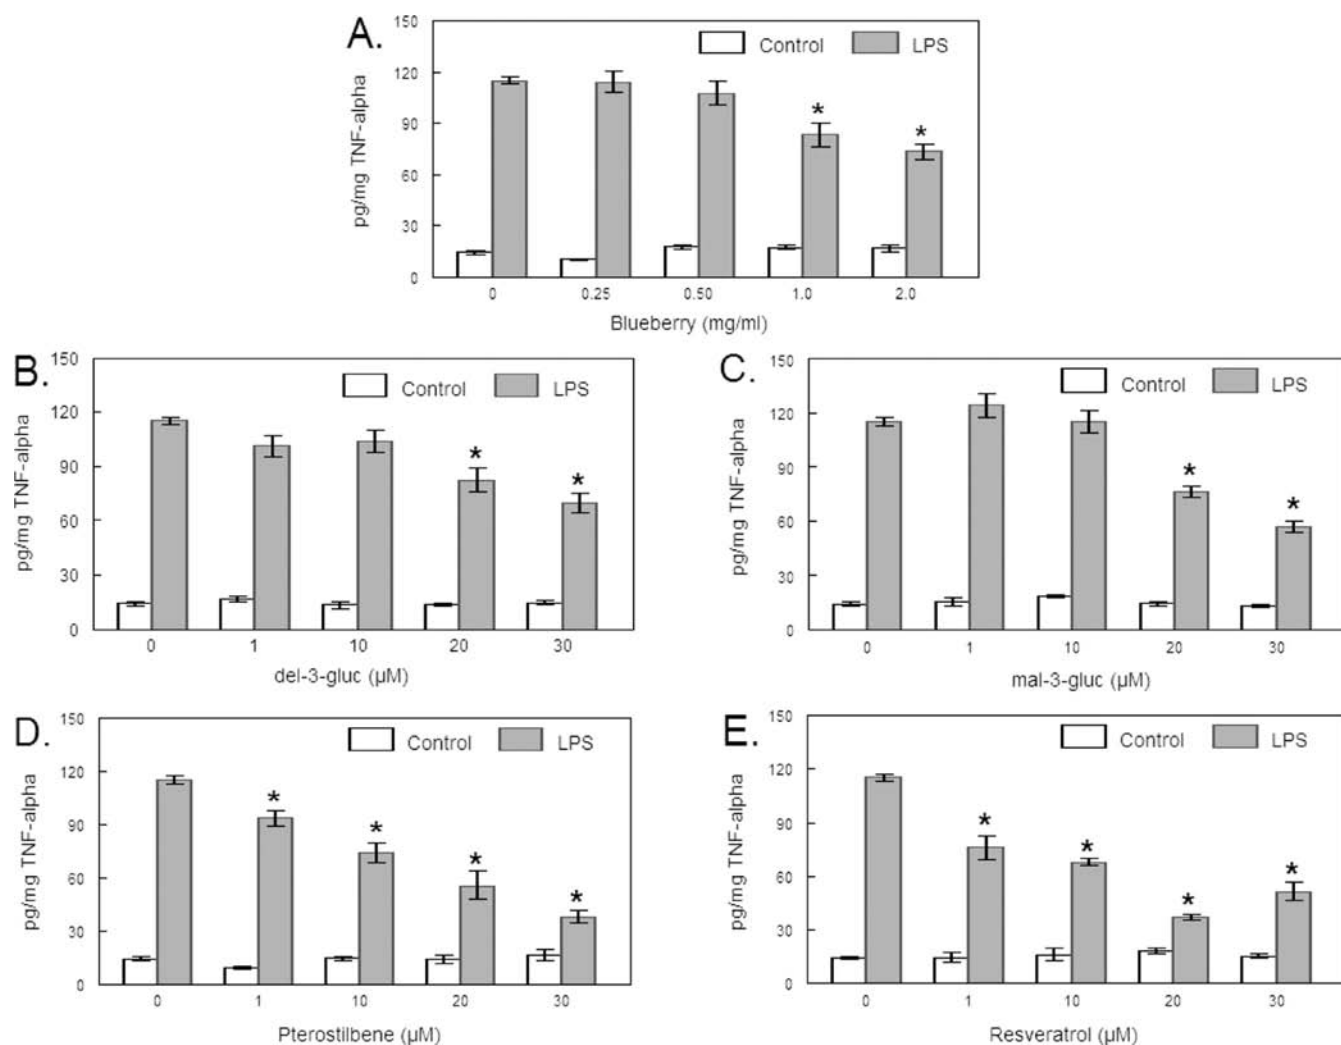 A.
150
120
90
60
30
0
pg/mg TNF-alpha
Control
LPS
*
*
0
0.25
0.50
1.0
2.0
Blueberry (mg/ml)
B.
150
120
90
60
30
0
pg/mg TNF-alpha
Control
LPS
*
*
0
1
10
20
30
del-3-gluc (µM)
C.
150
120
90
60
30
0
pg/mg TNF-alpha
Control
LPS
*
*
0
1
10
20
30
mal-3-gluc (µM)
D.
150
120
90
60
30
0
pg/mg TNF-alpha
Control
LPS
*
*
*
*
0
1
10
20
30
Pterostilbene (µM)
E.
150
120
90
60
30
0
pg/mg TNF-alpha
Control
LPS
*
*
*
*
0
1
10
20
30
Resveratrol (µM)